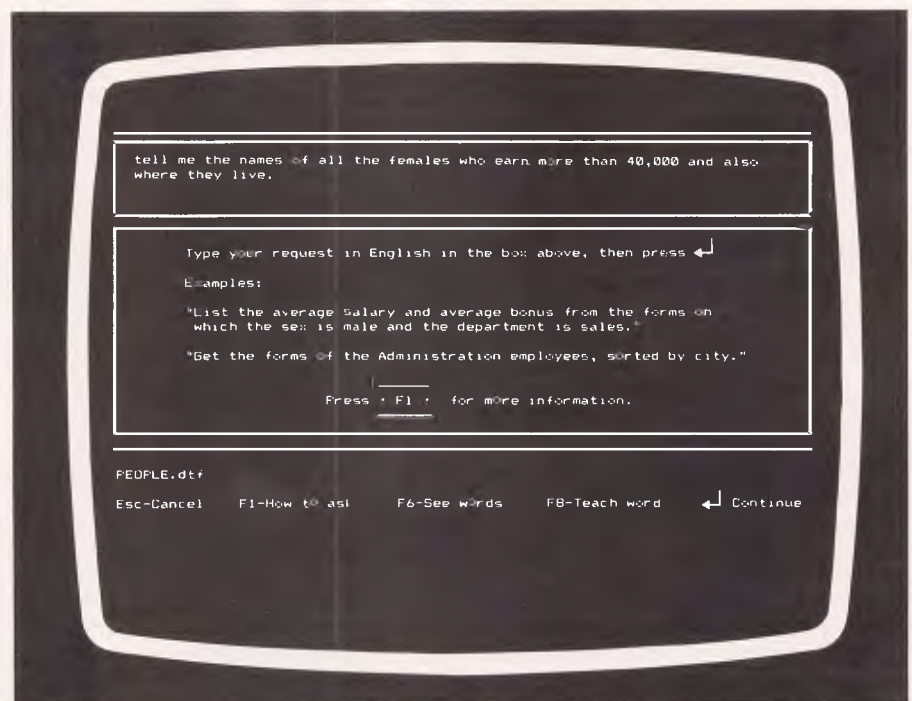 tell me the names of all the females who earn more than 40,000 and also
where they live.
Type your request in English in the box above, then press ↵
Examples:
"List the average Salary and average bonus from the forms on
which the sex is male and the department is sales."
"Get the forms of the Administration employees, sorted by city."
Press F1 for more information.
PEOPLE.dtf
Esc-Cancel F1-How to ask F6-See words F8-Teach word ↵ Continue